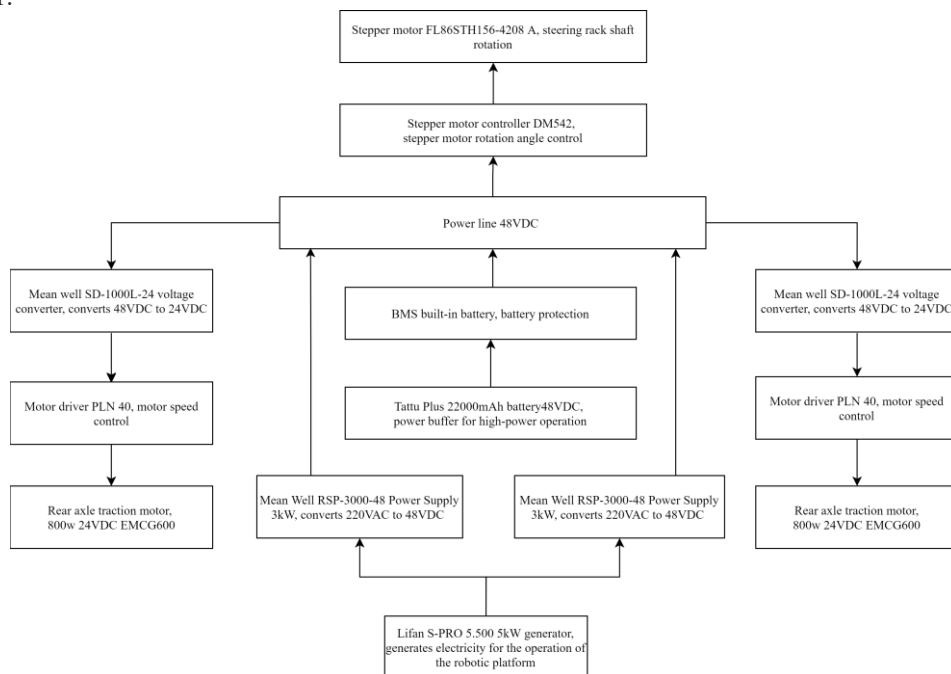 Stepper motor FL86STH156-4208 A, steering rack shaft
rotation
Stepper motor controller DM542,
stepper motor rotation angle control
Power line 48VDC
Mean well SD-1000L-24 voltage
converter, converts 48VDC to 24VDC
BMS built-in battery, battery protection
Mean well SD-1000L-24 voltage
converter, converts 48VDC to 24VDC
Motor driver PLN 40, motor speed
control
Tattu Plus 22000mAh battery48VDC,
power buffer for high-power operation
Motor driver PLN 40, motor speed
control
Rear axle traction motor,
800w 24VDC EMCG600
Mean Well RSP-3000-48 Power Supply
3kW, converts 220VAC to 48VDC
Mean Well RSP-3000-48 Power Supply
3kW, converts 220VAC to 48VDC
Rear axle traction motor,
800w 24VDC EMCG600
Lifan S-PRO 5.500 5kW generator,
generates electricity for the operation of
the robotic platform